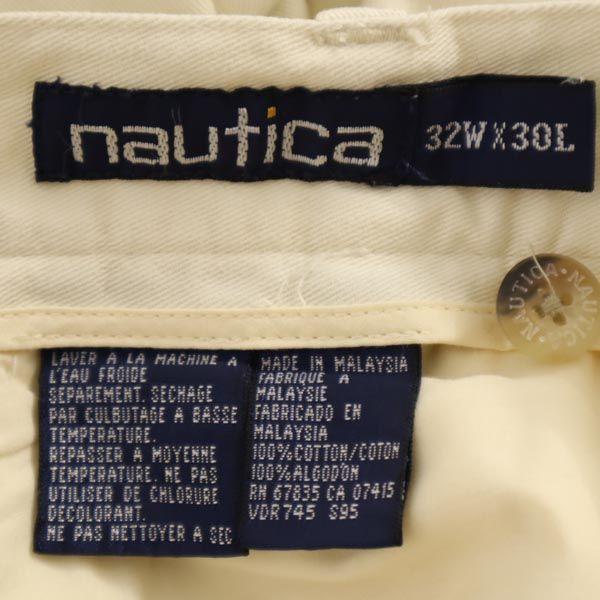 nautica
32W X 30L
NAUTICA • NAUTICA
LAVER A LA MACHINE A
L'EAU FROIDE
SEPAREMENT. SECHAGE
PAR CULBUTAGE A BASSE
TEMPERATURE.
REPASSER A MOYENNE
TEMPERATURE. NE PAS
UTILISER DE CHLORURE
DECOLORANT.
NE PAS NETTOYER A SEC
MADE IN MALAYSIA
FABRIQUE A
MALAYSIE
FABRICADO EN
MALAYSIA
100%COTTON/COTON
100%ALGODON
RN 67835 CA 07415
VDR745 S95